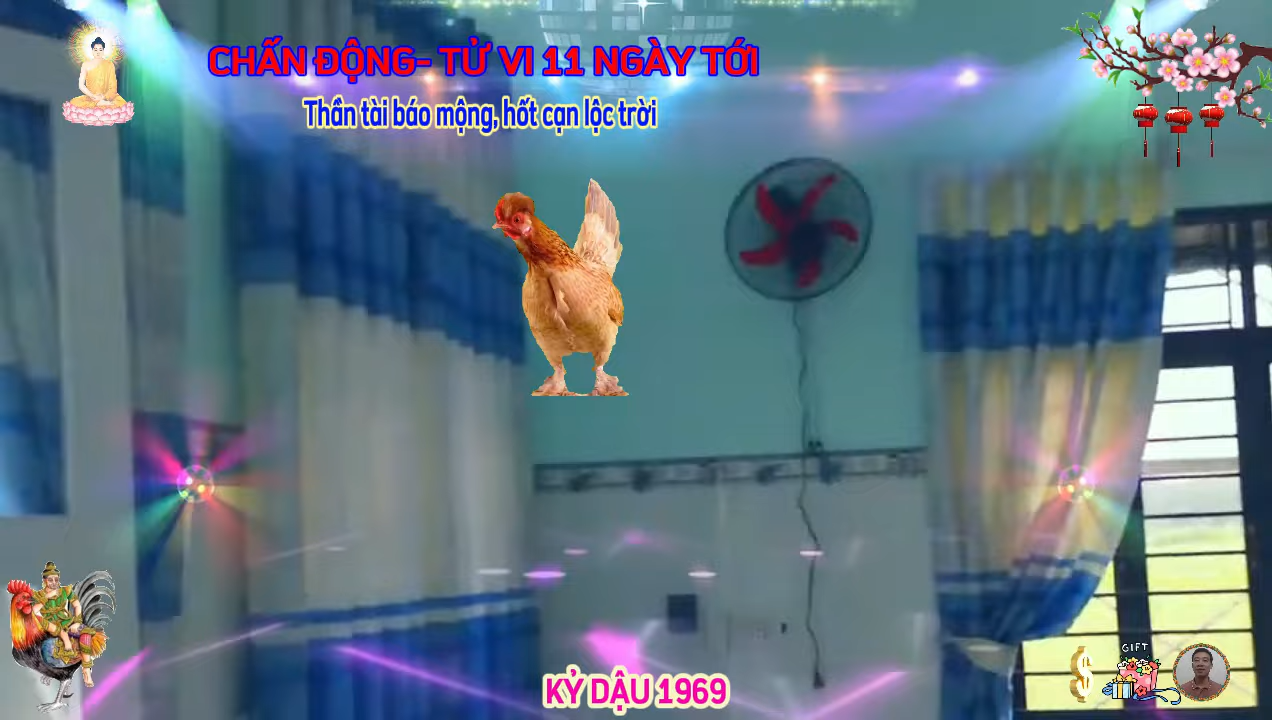 CHẤN ĐỘNG- TỬ VI 11 NGÀY TỚI
Thần tài báo mộng, hốt cạn lộc trời
GIFT
KỶ DẬU 1969